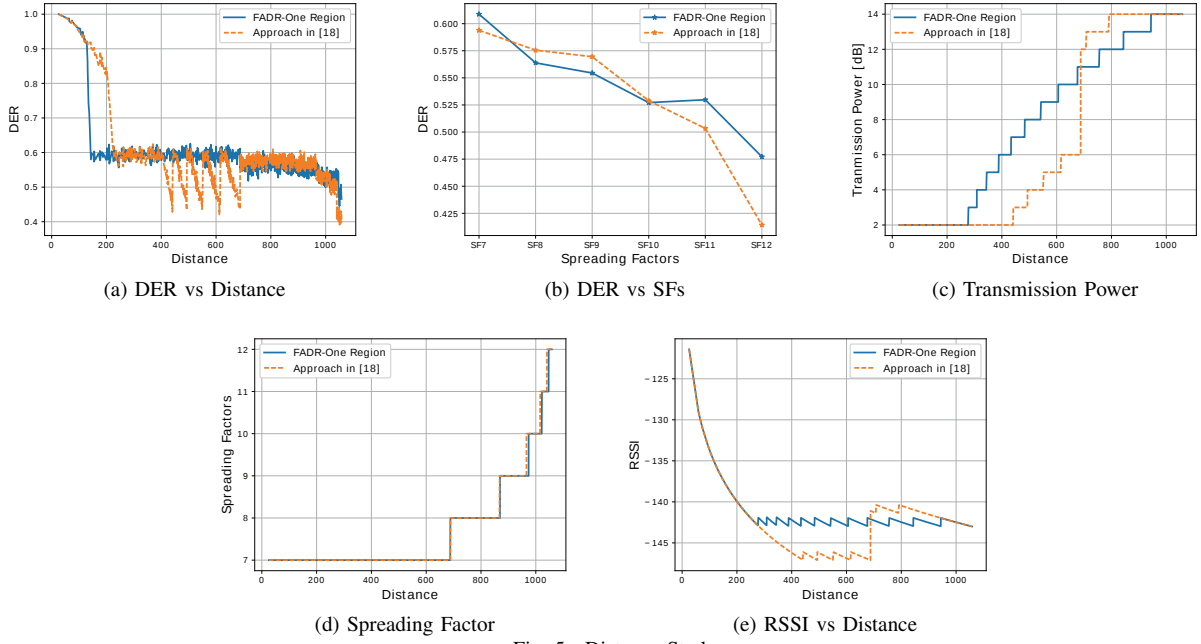 FADR-One Region
Approach in [18]
DER
1.0
0.9
0.8
0.7
0.6
0.5
0.4
0 200 400 600 800 1000
Distance
(a) DER vs Distance
FADR-One Region
Approach in [18]
DER
0.600
0.575
0.550
0.525
0.500
0.475
0.450
0.425
SF7 SF8 SF9 SF10 SF11 SF12
Spreading Factors
(b) DER vs SFs
FADR-One Region
Approach in [18]
Tranmission Power [dB]
14
12
10
8
6
4
2
0 200 400 600 800 1000
Distance
(c) Transmission Power
FADR-One Region
Approach in [18]
Spreading Factors
12
11
10
9
8
7
0 200 400 600 800 1000
Distance
(d) Spreading Factor
FADR-One Region
Approach in [18]
RSSI
−125
−130
−135
−140
−145
0 200 400 600 800 1000
Distance
(e) RSSI vs Distance